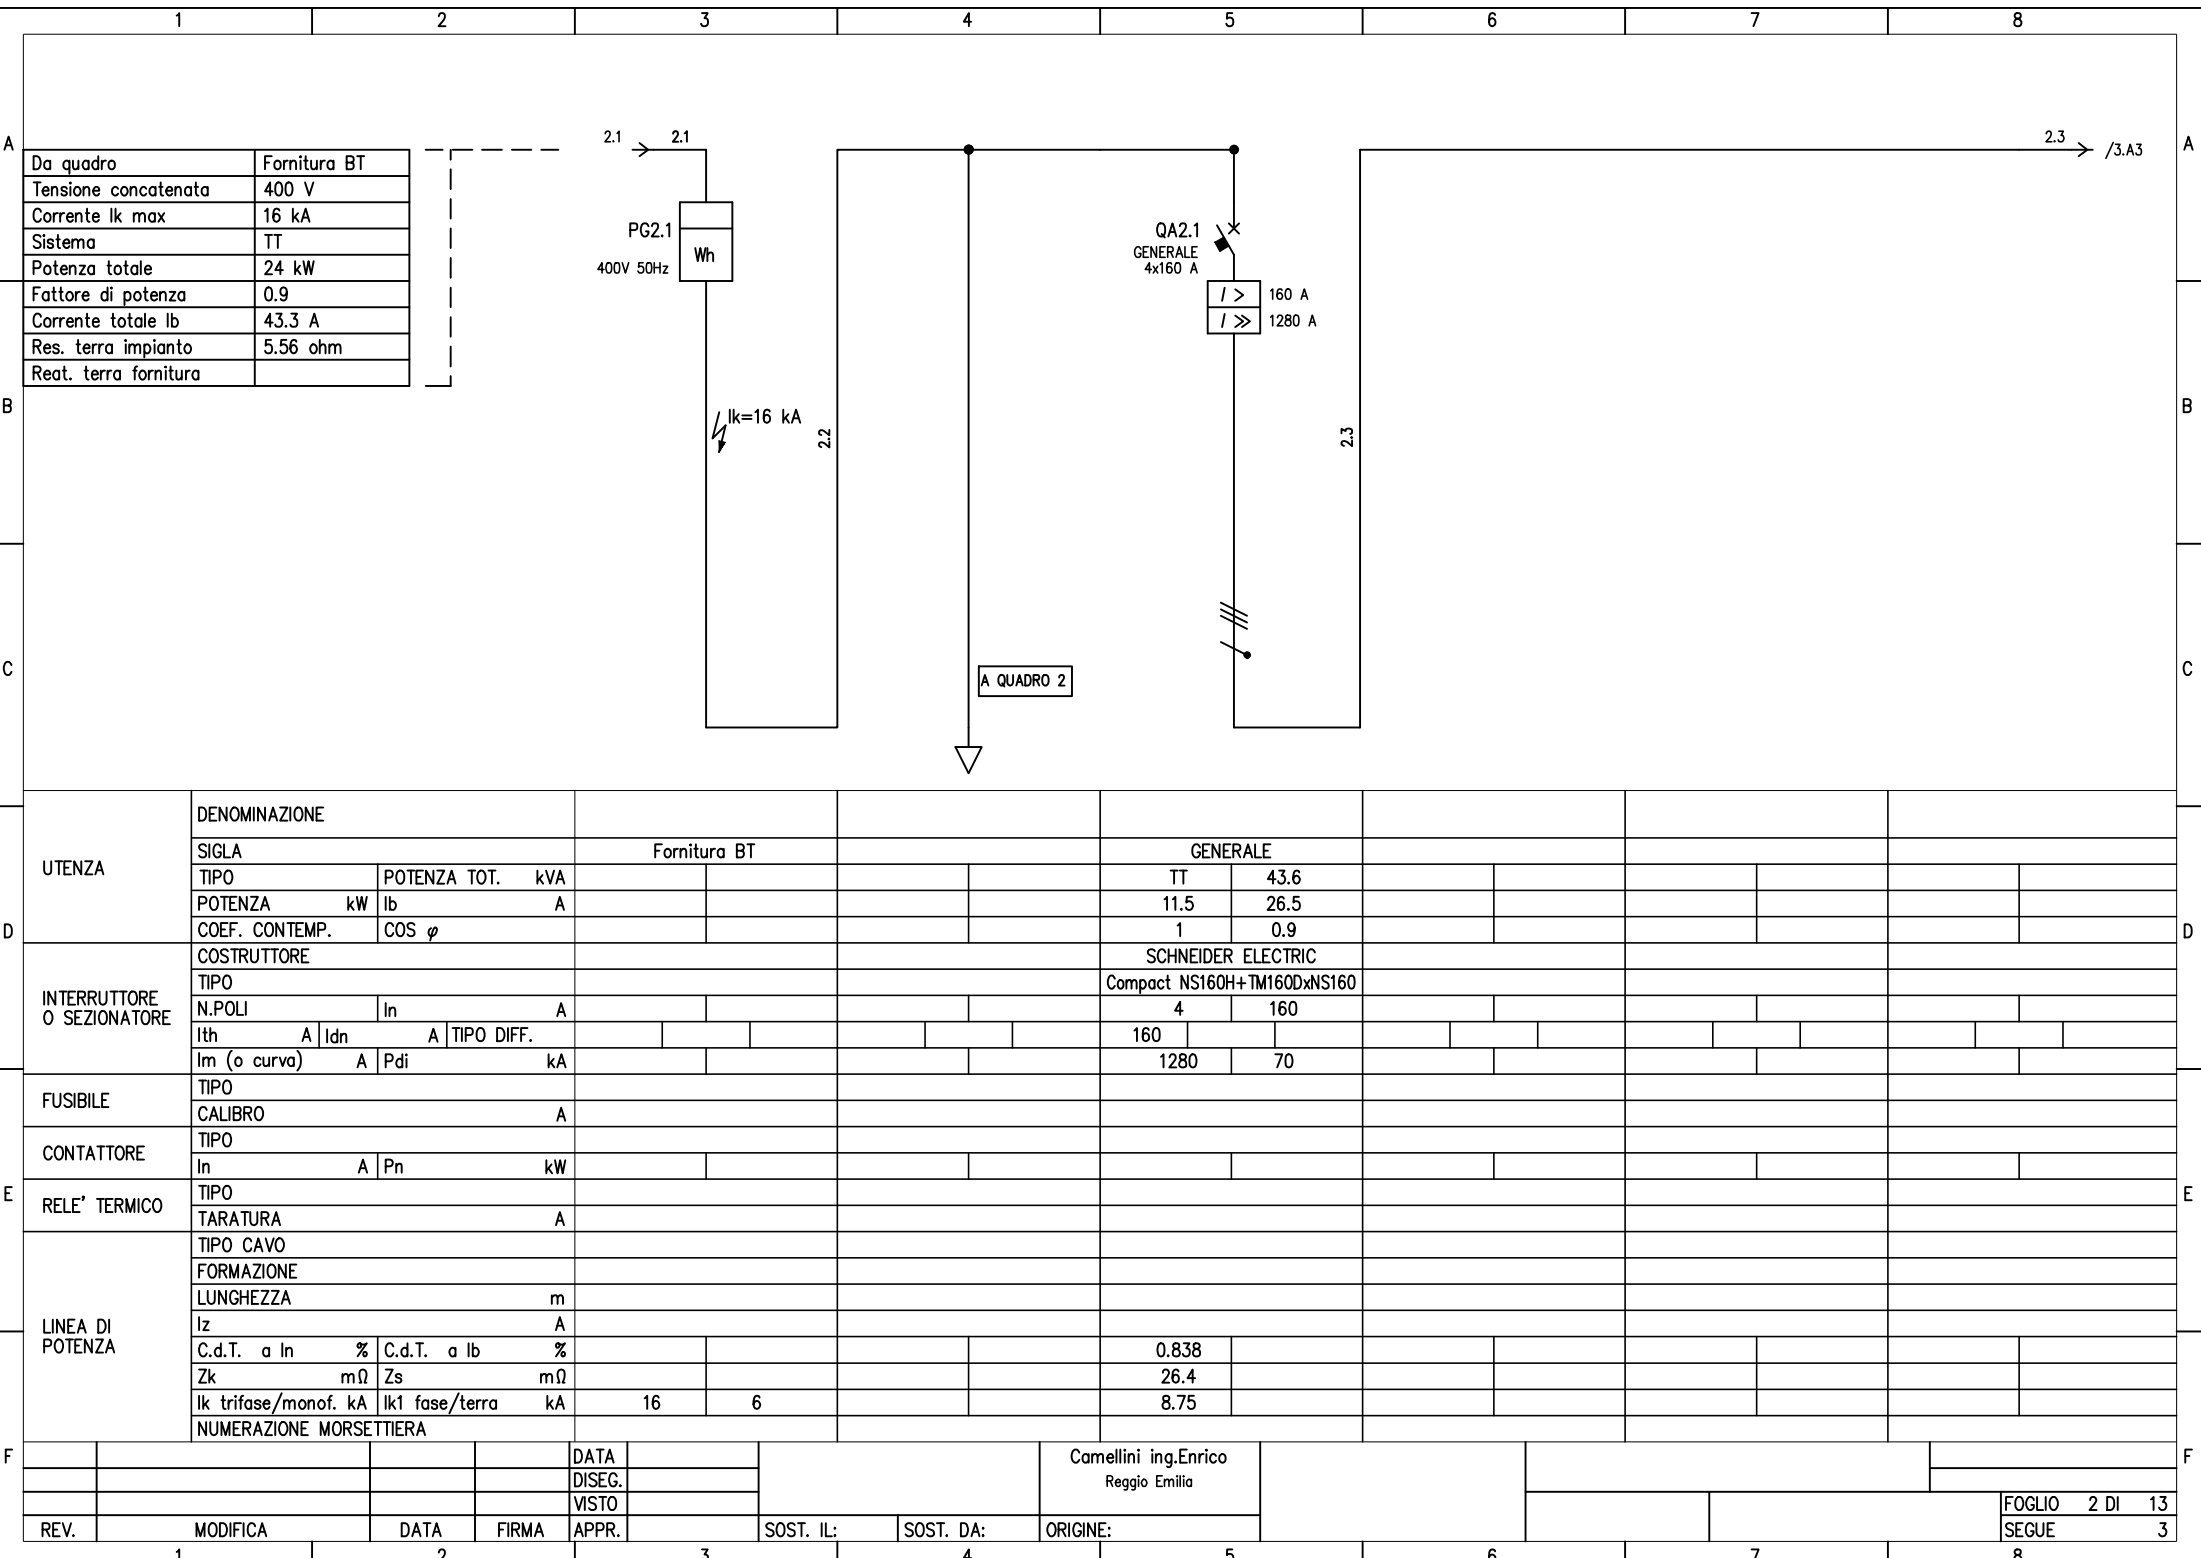 1 2 3 4 5 6 7 8
A A
Da quadro Fornitura BT
Tensione concatenata 400 V
Corrente Ik max 16 kA
Sistema TT
Potenza totale 24 kW
Fattore di potenza 0.9
Corrente totale Ib 43.3 A
Res. terra impianto 5.56 ohm
Reat. terra fornitura
2.1 2.1
PG2.1
Wh
400V 50Hz
Ik=16 kA
2.2
A QUADRO 2
QA2.1
GENERALE
4x160 A
I > 160 A
I ≫ 1280 A
2.3
2.3 /3.A3
B B
C C
UTENZA
DENOMINAZIONE
SIGLA Fornitura BT GENERALE
TIPO POTENZA TOT. kVA TT 43.6
POTENZA kW Ib A 11.5 26.5
COEF. CONTEMP. COS φ 1 0.9
D D
INTERRUTTORE
O SEZIONATORE
COSTRUTTORE SCHNEIDER ELECTRIC
TIPO Compact NS160H+TM160DxNS160
N.POLI In A 4 160
Ith A Idn A TIPO DIFF. 160
Im (o curva) A Pdi kA 1280 70
FUSIBILE
TIPO
CALIBRO A
CONTATTORE
TIPO
In A Pn kW
E E
RELE' TERMICO
TIPO
TARATURA A
LINEA DI
POTENZA
TIPO CAVO
FORMAZIONE
LUNGHEZZA m
Iz A
C.d.T. a In % C.d.T. a Ib % 0.838
Zk mΩ Zs mΩ 26.4
Ik trifase/monof. kA Ik1 fase/terra kA 16 6 8.75
NUMERAZIONE MORSETTIERA
F F
DATA Camellini ing.Enrico
DISEG. Reggio Emilia
VISTO FOGLIO 2 DI 13
REV. MODIFICA DATA FIRMA APPR. SOST. IL: SOST. DA: ORIGINE: SEGUE 3
1 2 3 4 5 6 7 8